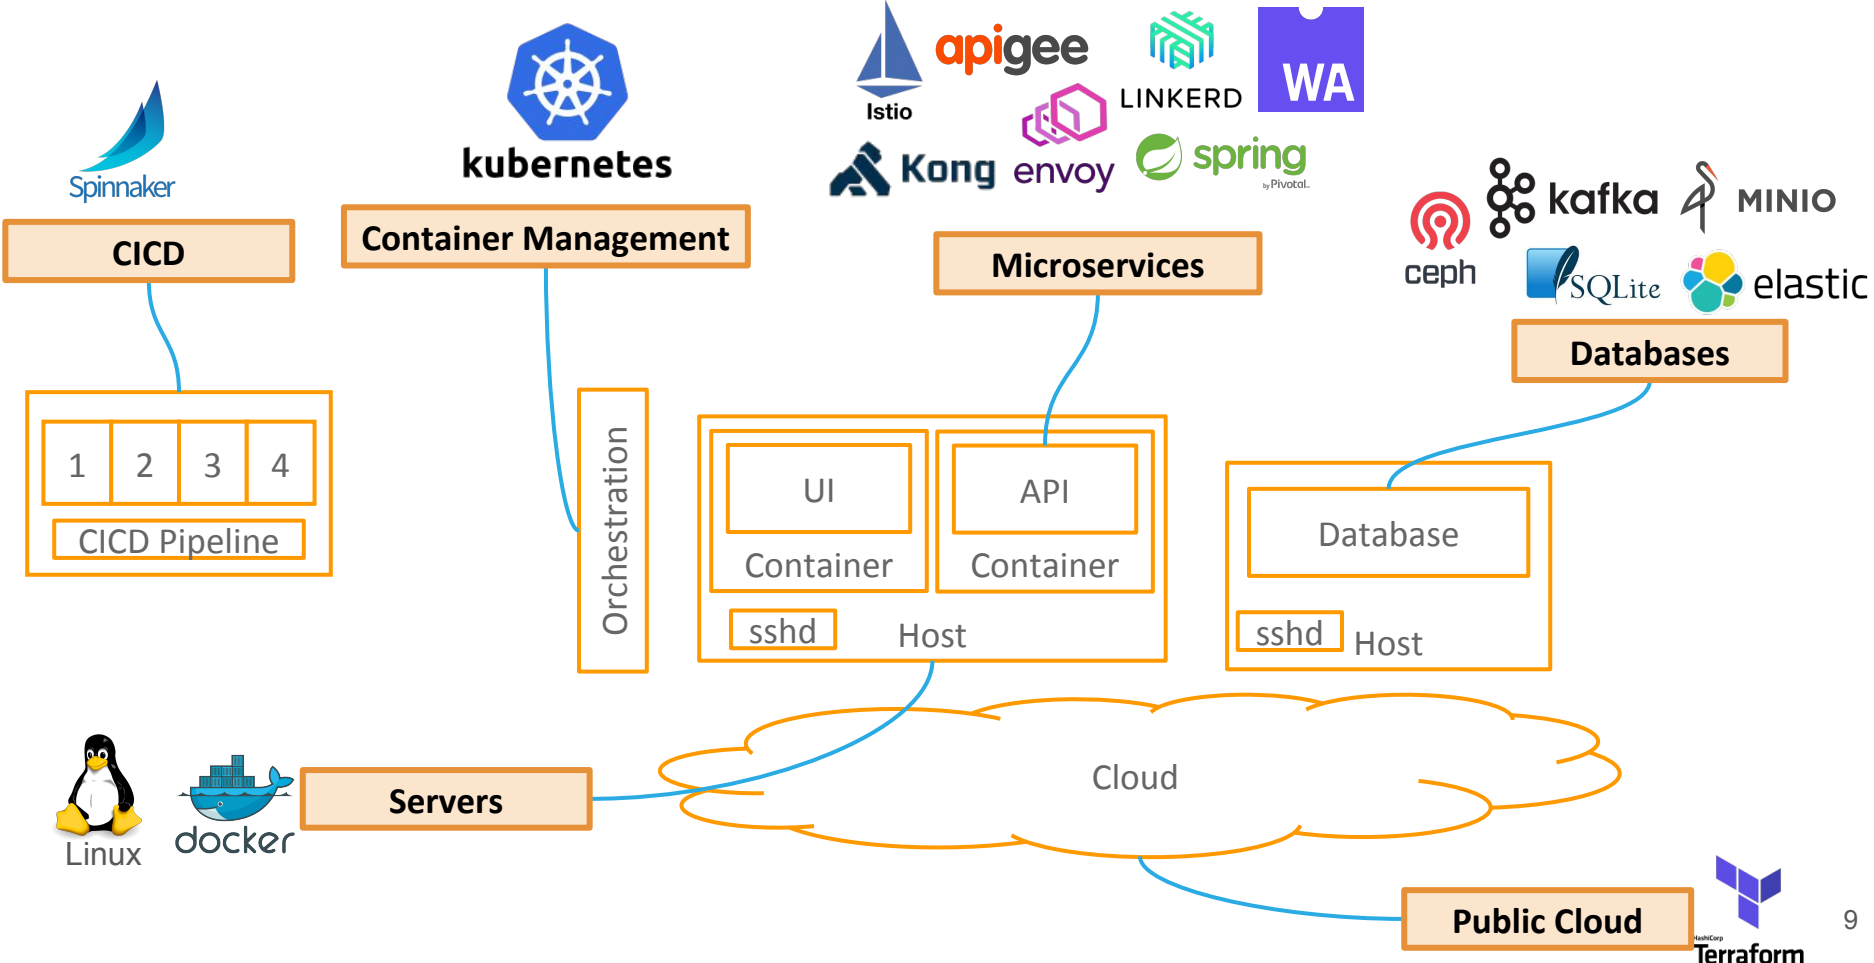 Spinnaker
CICD
kubernetes
Container Management
Istio
apigee
LINKERD
WA
Kong
envoy
spring
by Pivotal.
Microservices
ceph
kafka
MINIO
SQLite
elastic
Databases
1 2 3 4
CICD Pipeline
Orchestration
UI
Container
API
Container
sshd
Host
Database
sshd
Host
Cloud
Linux
docker
Servers
Public Cloud
HashiCorp
Terraform
9